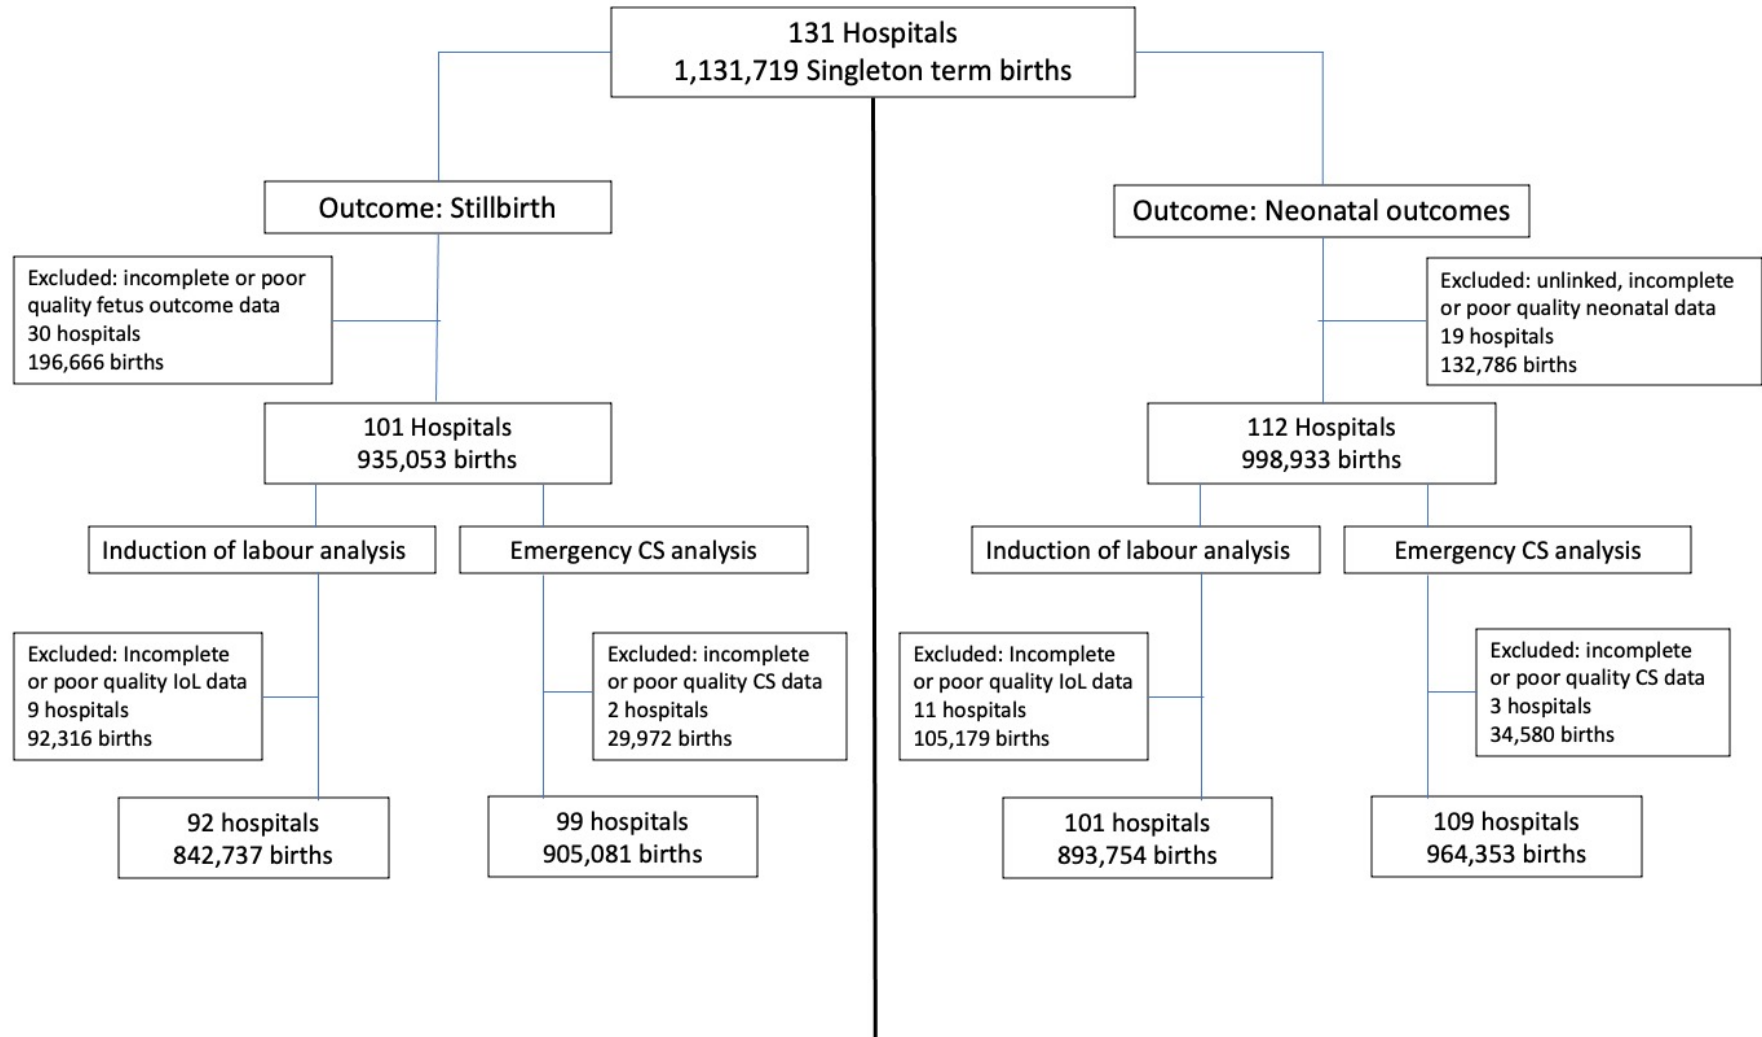 131 Hospitals
1,131,719 Singleton term births
Outcome: Stillbirth
Excluded: incomplete or poor
quality fetus outcome data
30 hospitals
196,666 births
101 Hospitals
935,053 births
Induction of labour analysis
Emergency CS analysis
Excluded: Incomplete
or poor quality IoL data
9 hospitals
92,316 births
Excluded: incomplete
or poor quality CS data
2 hospitals
29,972 births
92 hospitals
842,737 births
99 hospitals
905,081 births
Outcome: Neonatal outcomes
Excluded: unlinked, incomplete
or poor quality neonatal data
19 hospitals
132,786 births
112 Hospitals
998,933 births
Induction of labour analysis
Emergency CS analysis
Excluded: Incomplete
or poor quality IoL data
11 hospitals
105,179 births
Excluded: incomplete
or poor quality CS data
3 hospitals
34,580 births
101 hospitals
893,754 births
109 hospitals
964,353 births